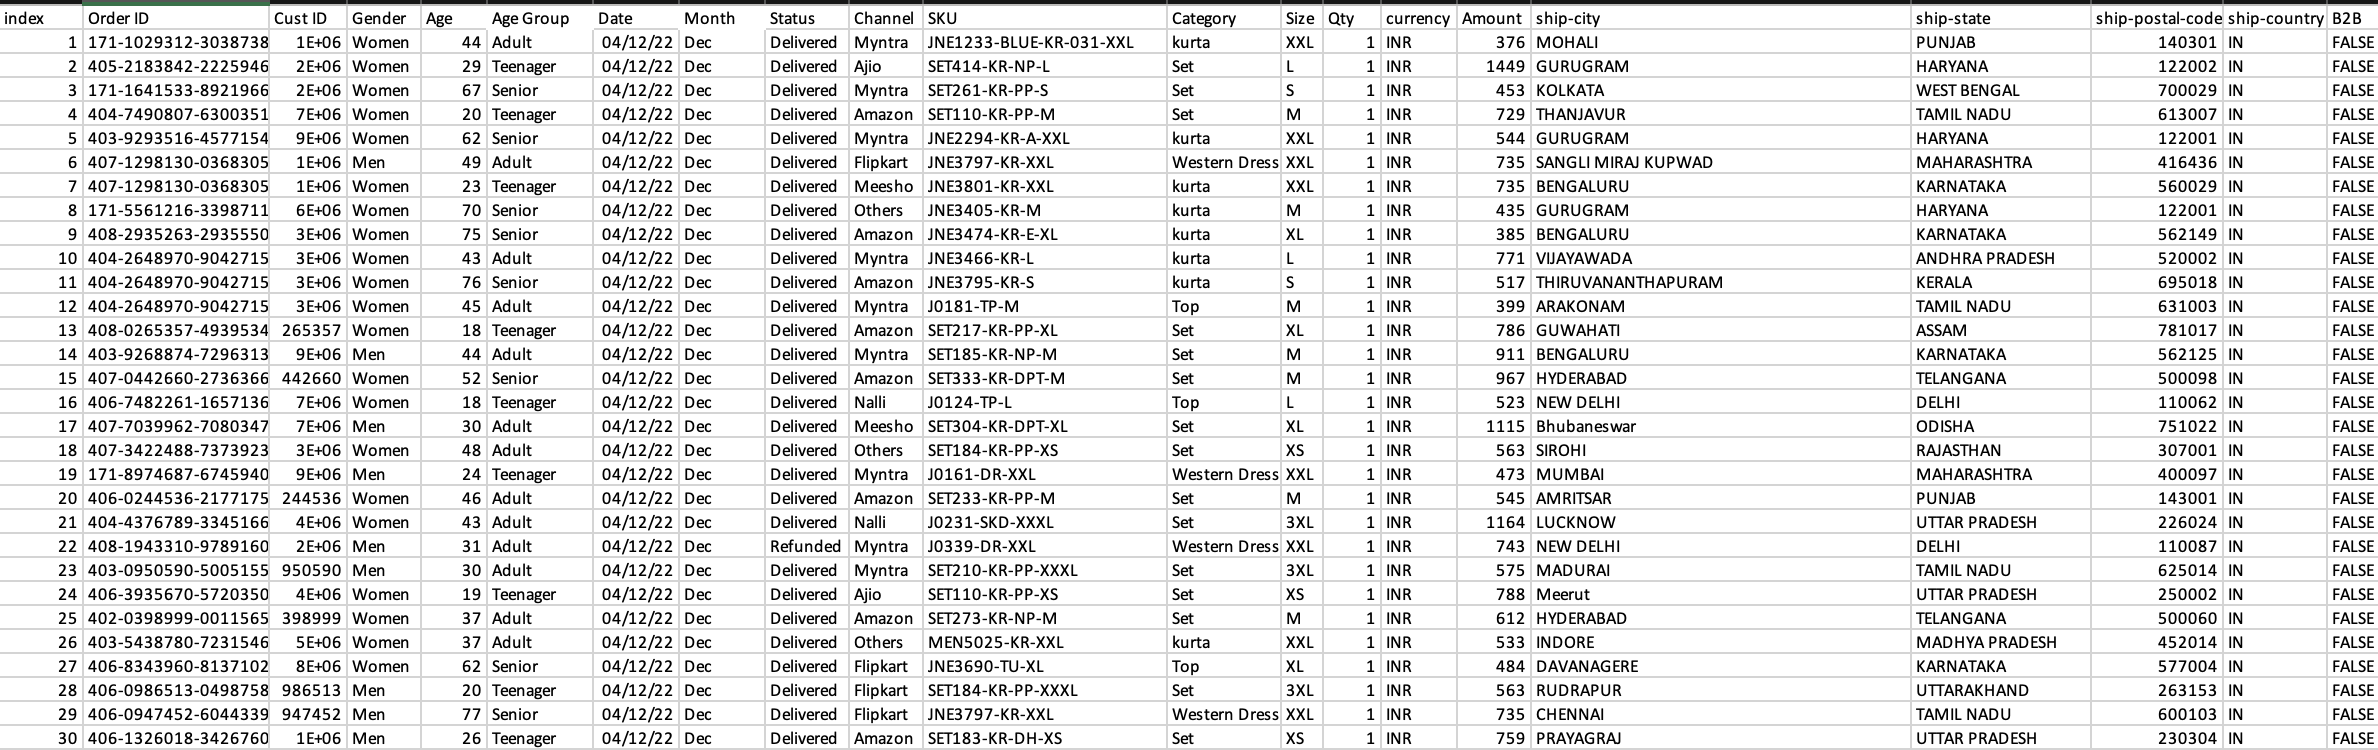 index Order ID Cust ID Gender Age Age Group Date Month Status Channel SKU Category Size Qty currency Amount ship-city ship-state ship-postal-code ship-country B2B
1 171-1029312-3038738 1E+06 Women 44 Adult 04/12/22 Dec Delivered Myntra JNE1233-BLUE-KR-031-XXL kurta XXL 1 INR 376 MOHALI PUNJAB 140301 IN FALSE
2 405-2183842-2225946 2E+06 Women 29 Teenager 04/12/22 Dec Delivered Ajio SET414-KR-NP-L Set L 1 INR 1449 GURUGRAM HARYANA 122002 IN FALSE
3 171-1641533-8921966 2E+06 Women 67 Senior 04/12/22 Dec Delivered Myntra SET261-KR-PP-S Set S 1 INR 453 KOLKATA WEST BENGAL 700029 IN FALSE
4 404-7490807-6300351 7E+06 Women 20 Teenager 04/12/22 Dec Delivered Amazon SET110-KR-PP-M Set M 1 INR 729 THANJAVUR TAMIL NADU 613007 IN FALSE
5 403-9293516-4577154 9E+06 Women 62 Senior 04/12/22 Dec Delivered Myntra JNE2294-KR-A-XXL kurta XXL 1 INR 544 GURUGRAM HARYANA 122001 IN FALSE
6 407-1298130-0368305 1E+06 Men 49 Adult 04/12/22 Dec Delivered Flipkart JNE3797-KR-XXL Western Dress XXL 1 INR 735 SANGLI MIRAJ KUPWAD MAHARASHTRA 416436 IN FALSE
7 407-1298130-0368305 1E+06 Women 23 Teenager 04/12/22 Dec Delivered Meesho JNE3801-KR-XXL kurta XXL 1 INR 735 BENGALURU KARNATAKA 560029 IN FALSE
8 171-5561216-3398711 6E+06 Women 70 Senior 04/12/22 Dec Delivered Others JNE3405-KR-M kurta M 1 INR 435 GURUGRAM HARYANA 122001 IN FALSE
9 408-2935263-2935550 3E+06 Women 75 Senior 04/12/22 Dec Delivered Amazon JNE3474-KR-E-XL kurta XL 1 INR 385 BENGALURU KARNATAKA 562149 IN FALSE
10 404-2648970-9042715 3E+06 Women 43 Adult 04/12/22 Dec Delivered Myntra JNE3466-KR-L kurta L 1 INR 771 VIJAYAWADA ANDHRA PRADESH 520002 IN FALSE
11 404-2648970-9042715 3E+06 Women 76 Senior 04/12/22 Dec Delivered Amazon JNE3795-KR-S kurta S 1 INR 517 THIRUVANANTHAPURAM KERALA 695018 IN FALSE
12 404-2648970-9042715 3E+06 Women 45 Adult 04/12/22 Dec Delivered Myntra J0181-TP-M Top M 1 INR 399 ARAKONAM TAMIL NADU 631003 IN FALSE
13 408-0265357-4939534 265357 Women 18 Teenager 04/12/22 Dec Delivered Amazon SET217-KR-PP-XL Set XL 1 INR 786 GUWAHATI ASSAM 781017 IN FALSE
14 403-9268874-7296313 9E+06 Men 44 Adult 04/12/22 Dec Delivered Myntra SET185-KR-NP-M Set M 1 INR 911 BENGALURU KARNATAKA 562125 IN FALSE
15 407-0442660-2736366 442660 Women 52 Senior 04/12/22 Dec Delivered Amazon SET333-KR-DPT-M Set M 1 INR 967 HYDERABAD TELANGANA 500098 IN FALSE
16 406-7482261-1657136 7E+06 Women 18 Teenager 04/12/22 Dec Delivered Nalli J0124-TP-L Top L 1 INR 523 NEW DELHI DELHI 110062 IN FALSE
17 407-7039962-7080347 7E+06 Men 30 Adult 04/12/22 Dec Delivered Meesho SET304-KR-DPT-XL Set XL 1 INR 1115 Bhubaneswar ODISHA 751022 IN FALSE
18 407-3422488-7373923 3E+06 Women 48 Adult 04/12/22 Dec Delivered Others SET184-KR-PP-XS Set XS 1 INR 563 SIROHI RAJASTHAN 307001 IN FALSE
19 171-8974687-6745940 9E+06 Men 24 Teenager 04/12/22 Dec Delivered Myntra J0161-DR-XXL Western Dress XXL 1 INR 473 MUMBAI MAHARASHTRA 400097 IN FALSE
20 406-0244536-2177175 244536 Women 46 Adult 04/12/22 Dec Delivered Amazon SET233-KR-PP-M Set M 1 INR 545 AMRITSAR PUNJAB 143001 IN FALSE
21 404-4376789-3345166 4E+06 Women 43 Adult 04/12/22 Dec Delivered Nalli J0231-SKD-XXXL Set 3XL 1 INR 1164 LUCKNOW UTTAR PRADESH 226024 IN FALSE
22 408-1943310-9789160 2E+06 Men 31 Adult 04/12/22 Dec Refunded Myntra J0339-DR-XXL Western Dress XXL 1 INR 743 NEW DELHI DELHI 110087 IN FALSE
23 403-0950590-5005155 950590 Men 30 Adult 04/12/22 Dec Delivered Myntra SET210-KR-PP-XXXL Set 3XL 1 INR 575 MADURAI TAMIL NADU 625014 IN FALSE
24 406-3935670-5720350 4E+06 Women 19 Teenager 04/12/22 Dec Delivered Ajio SET110-KR-PP-XS Set XS 1 INR 788 Meerut UTTAR PRADESH 250002 IN FALSE
25 402-0398999-0011565 398999 Women 37 Adult 04/12/22 Dec Delivered Amazon SET273-KR-NP-M Set M 1 INR 612 HYDERABAD TELANGANA 500060 IN FALSE
26 403-5438780-7231546 5E+06 Women 37 Adult 04/12/22 Dec Delivered Others MEN5025-KR-XXL kurta XXL 1 INR 533 INDORE MADHYA PRADESH 452014 IN FALSE
27 406-8343960-8137102 8E+06 Women 62 Senior 04/12/22 Dec Delivered Flipkart JNE3690-TU-XL Top XL 1 INR 484 DAVANAGERE KARNATAKA 577004 IN FALSE
28 406-0986513-0498758 986513 Men 20 Teenager 04/12/22 Dec Delivered Flipkart SET184-KR-PP-XXXL Set 3XL 1 INR 563 RUDRAPUR UTTARAKHAND 263153 IN FALSE
29 406-0947452-6044339 947452 Men 77 Senior 04/12/22 Dec Delivered Flipkart JNE3797-KR-XXL Western Dress XXL 1 INR 735 CHENNAI TAMIL NADU 600103 IN FALSE
30 406-1326018-3426760 1E+06 Men 26 Teenager 04/12/22 Dec Delivered Amazon SET183-KR-DH-XS Set XS 1 INR 759 PRAYAGRAJ UTTAR PRADESH 230304 IN FALSE